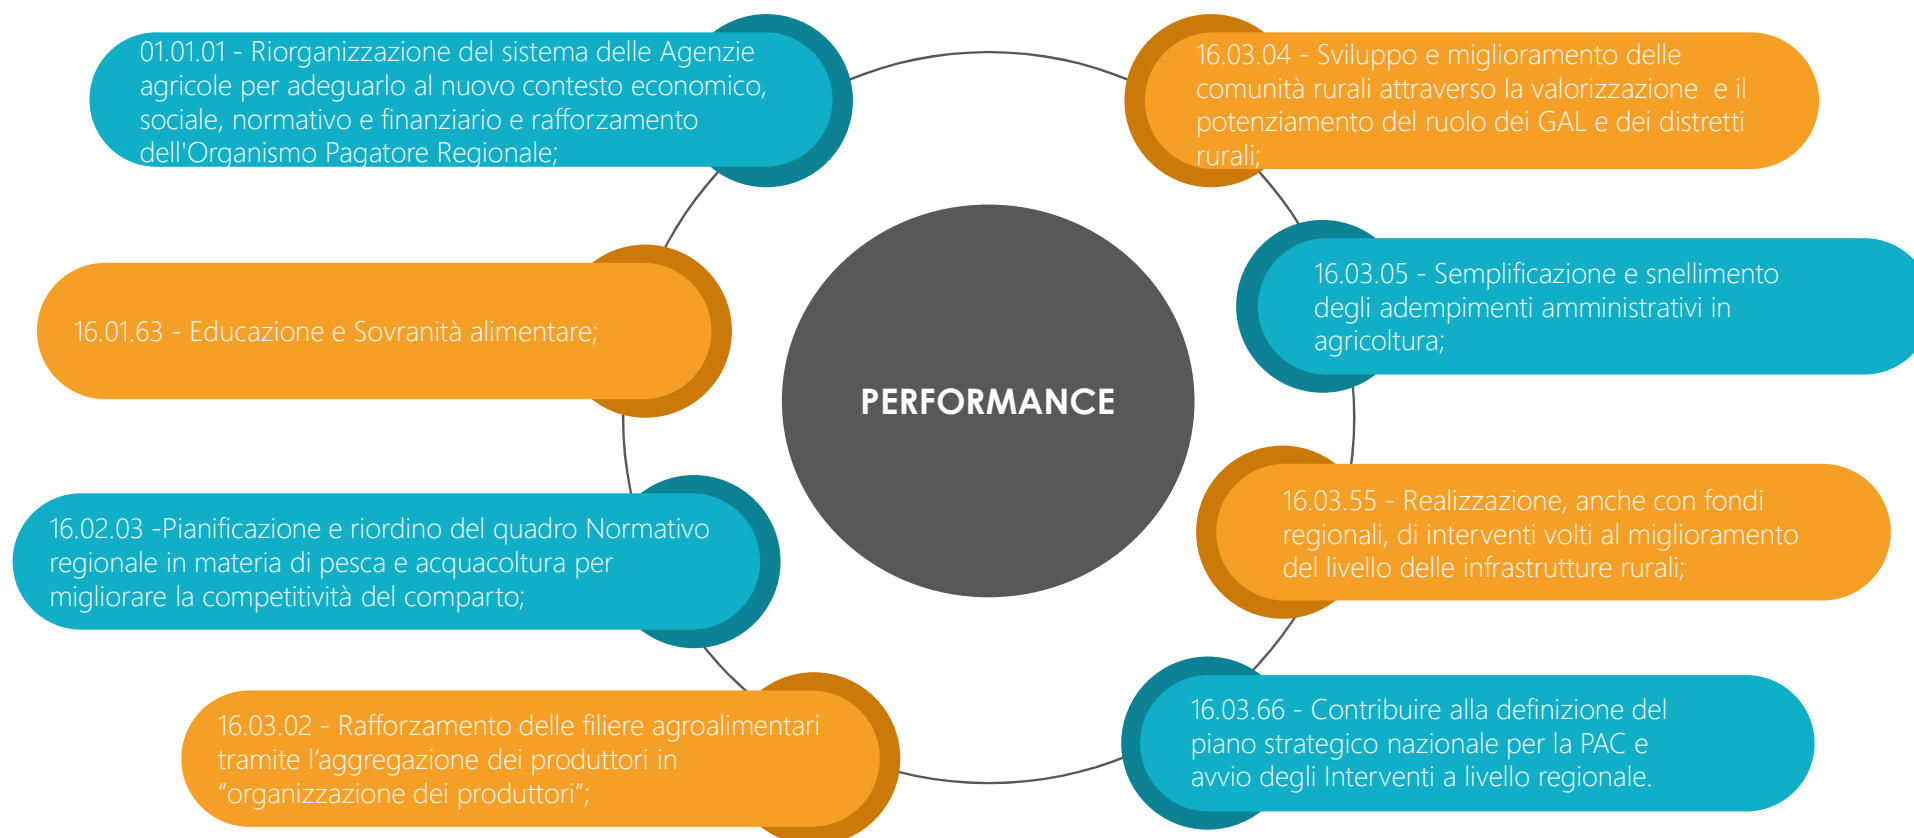 01.01.01 - Riorganizzazione del sistema delle Agenzie
agricole per adeguarlo al nuovo contesto economico,
sociale, normativo e finanziario e rafforzamento
dell'Organismo Pagatore Regionale;
16.01.63 - Educazione e Sovranità alimentare;
16.02.03 -Pianificazione e riordino del quadro Normativo
regionale in materia di pesca e acquacoltura per
migliorare la competitività del comparto;
16.03.02 - Rafforzamento delle filiere agroalimentari
tramite l’aggregazione dei produttori in
“organizzazione dei produttori”;
PERFORMANCE
16.03.04 - Sviluppo e miglioramento delle
comunità rurali attraverso la valorizzazione  e il
potenziamento del ruolo dei GAL e dei distretti
rurali;
16.03.05 - Semplificazione e snellimento
degli adempimenti amministrativi in
agricoltura;
16.03.55 - Realizzazione, anche con fondi
regionali, di interventi volti al miglioramento
del livello delle infrastrutture rurali;
16.03.66 - Contribuire alla definizione del
piano strategico nazionale per la PAC e
avvio degli Interventi a livello regionale.